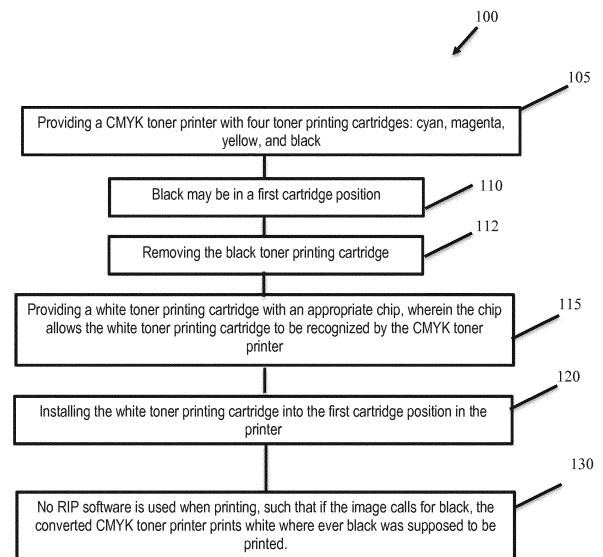 100
105
Providing a CMYK toner printer with four toner printing cartridges: cyan, magenta,
yellow, and black
Black may be in a first cartridge position
110
112
Removing the black toner printing cartridge
Providing a white toner printing cartridge with an appropriate chip, wherein the chip
allows the white toner printing cartridge to be recognized by the CMYK toner
printer
115
120
Installing the white toner printing cartridge into the first cartridge position in the
printer
130
No RIP software is used when printing, such that if the image calls for black, the
converted CMYK toner printer prints white where ever black was supposed to be
printed.